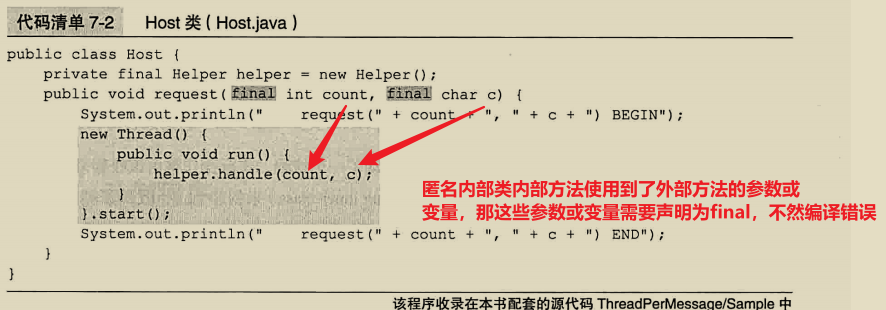 代码清单 7-2 Host 类 ( Host.java )
public class Host {
    private final Helper helper = new Helper();
    public void request( final int count, final char c) {
        System.out.println("    request(" + count + ", " + c + ") BEGIN");
        new Thread() {
            public void run() {
                helper.handle(count, c);
            }
        }.start();
        System.out.println("    request(" + count + ", " + c + ") END");
    }
}
匿名内部类内部方法使用到了外部方法的参数或
变量，那这些参数或变量需要声明为final，不然编译错误
该程序收录在本书配套的源代码 ThreadPerMessage/Sample 中